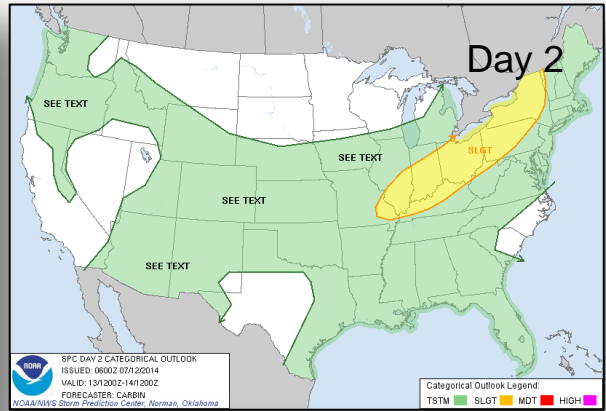 Day 2
SEE TEXT
SEE TEXT
SLGT
SEE TEXT
SEE TEXT
NOAA
SPC DAY 2 CATEGORICAL OUTLOOK
ISSUED: 0600Z 07/12/2014
VALID: 13/1200Z-14/1200Z
FORECASTER: CARBIN
NOAA/NWS Storm Prediction Center, Norman, Oklahoma
Categorical Outlook Legend:
TSTM SLGT MDT HIGH